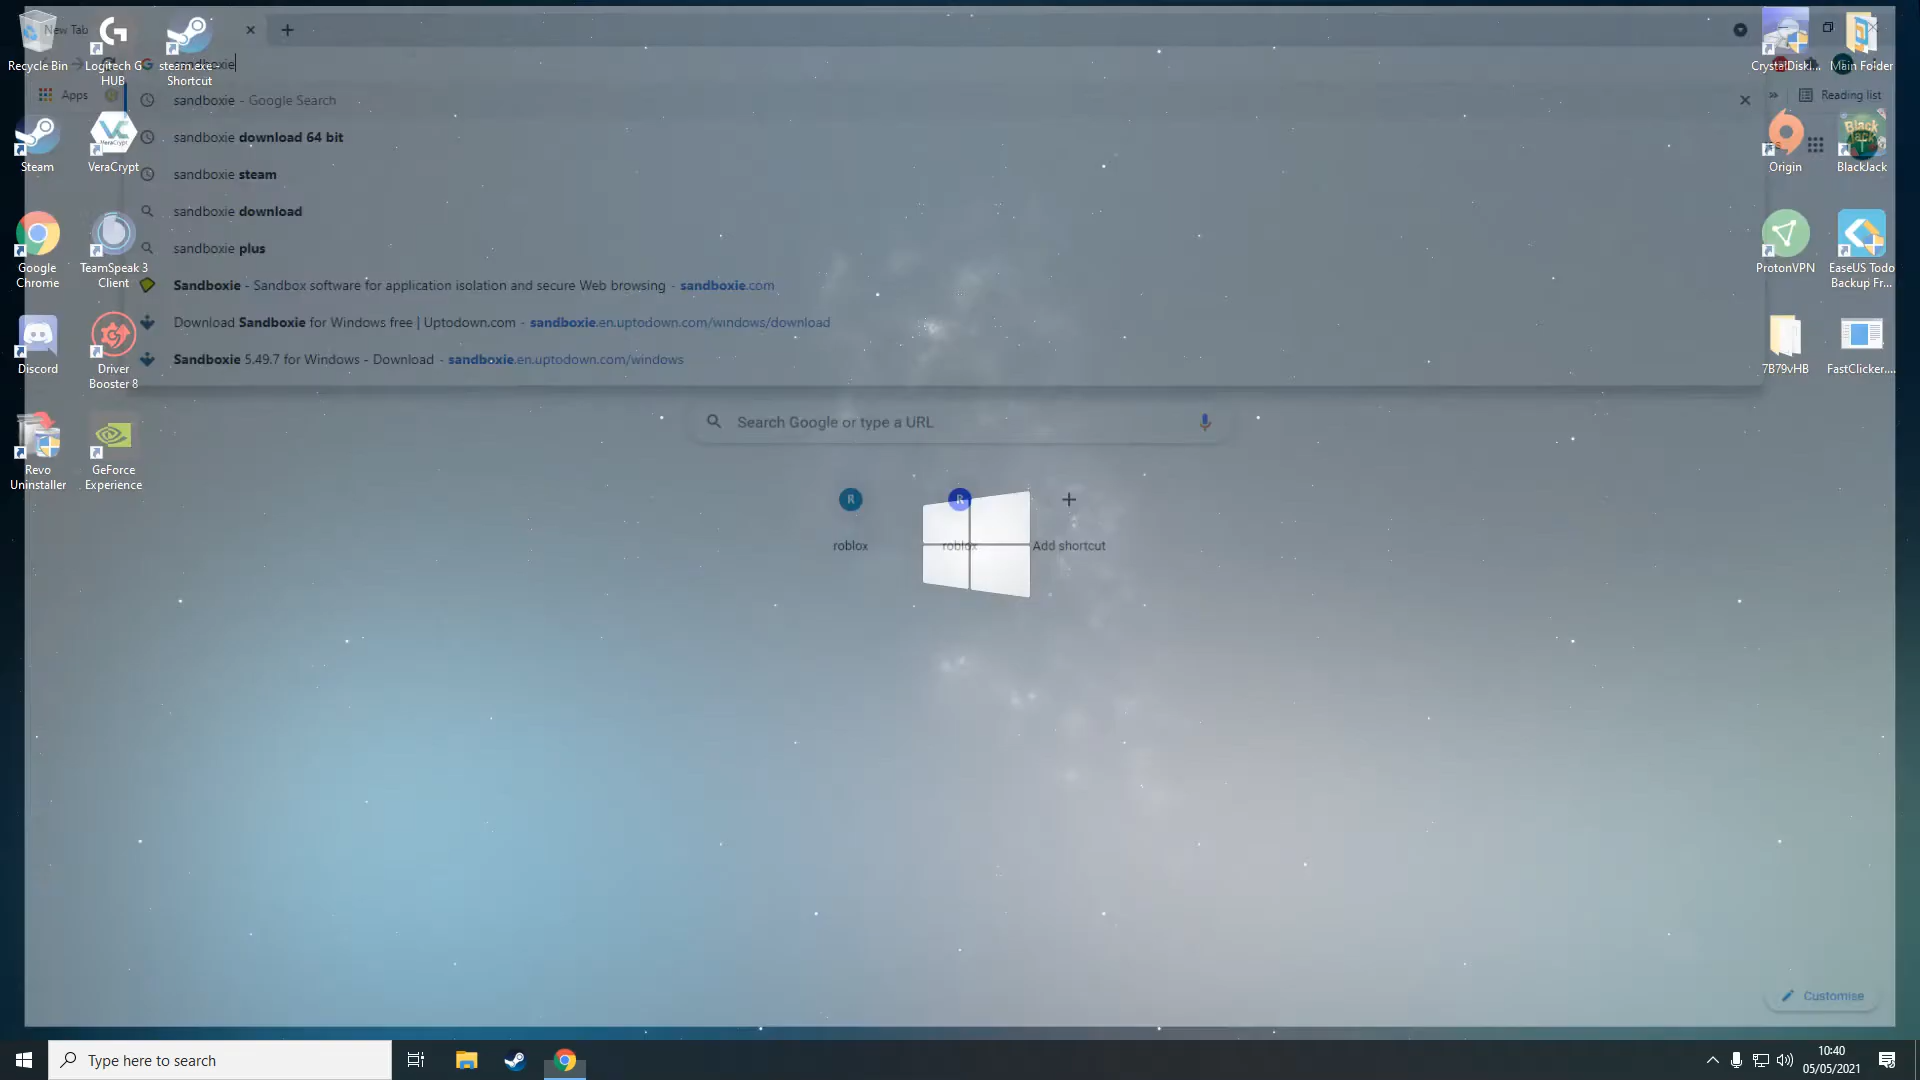 New Tab
sandboxie
Apps
Reading list
sandboxie - Google Search
sandboxie download 64 bit
sandboxie steam
sandboxie download
sandboxie plus
Sandboxie - Sandbox software for application isolation and secure Web browsing - sandboxie.com
Download Sandboxie for Windows free | Uptodown.com - sandboxie.en.uptodown.com/windows/download
Sandboxie 5.49.7 for Windows - Download - sandboxie.en.uptodown.com/windows
Search Google or type a URL
R
R
roblox
roblox
Add shortcut
Customise
Recycle Bin
Logitech G
HUB
steam.exe -
Shortcut
Steam
VeraCrypt
Google
Chrome
TeamSpeak 3
Client
Discord
Driver
Booster 8
Revo
Uninstaller
GeForce
Experience
CrystalDiskI...
Main Folder
Origin
BlackJack
ProtonVPN
EaseUS Todo
Backup Fr...
7B79vHB
FastClicker....
Type here to search
10:40
05/05/2021